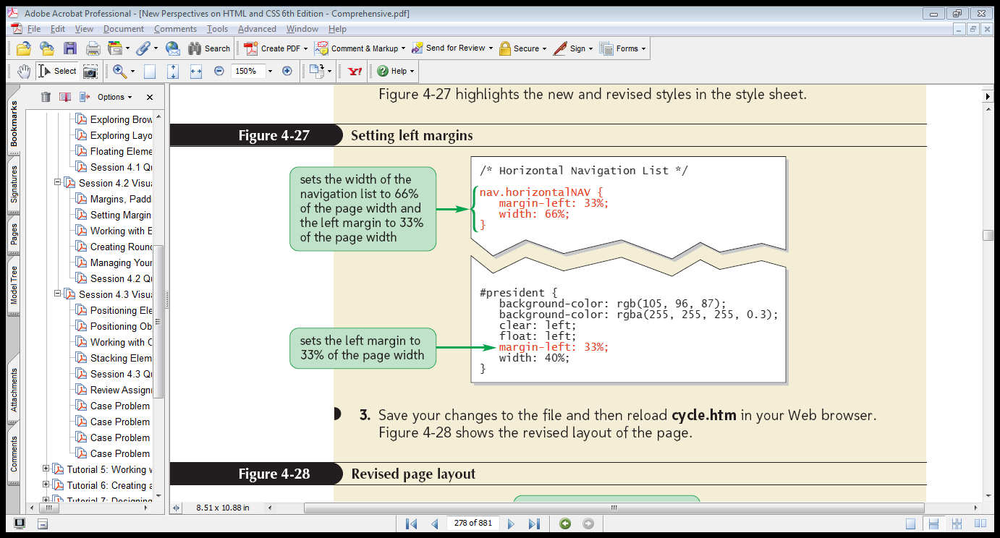 Adobe Acrobat Professional - [New Perspectives on HTML and CSS 6th Edition - Comprehensive.pdf]
File Edit View Document Comments Tools Advanced Window Help
Search Create PDF Comment & Markup Send for Review Secure Sign Forms
Select 150% Y! Help
Options
Bookmarks
Signatures
Pages
Model Tree
Attachments
Comments
Exploring Brow
Exploring Layo
Floating Eleme
Session 4.1 Qu
Session 4.2 Visua
Margins, Padd
Setting Margin
Working with E
Creating Round
Managing Your
Session 4.2 Qu
Session 4.3 Visua
Positioning Ele
Positioning Ob
Working with O
Stacking Elem
Session 4.3 Qu
Review Assign
Case Problem
Case Problem
Case Problem
Case Problem
Tutorial 5: Working w
Tutorial 6: Creating a
Tutorial 7: Designing
Figure 4-27 highlights the new and revised styles in the style sheet.
Figure 4-27 Setting left margins
sets the width of the
navigation list to 66%
of the page width and
the left margin to 33%
of the page width
/* Horizontal Navigation List */
nav.horizontalNAV {
margin-left: 33%;
width: 66%;
}
#president {
background-color: rgb(105, 96, 87);
background-color: rgba(255, 255, 255, 0.3);
clear: left;
float: left;
margin-left: 33%;
width: 40%;
}
sets the left margin to
33% of the page width
3. Save your changes to the file and then reload cycle.htm in your Web browser.
Figure 4-28 shows the revised layout of the page.
Figure 4-28 Revised page layout
8.51 x 10.88 in
278 of 881